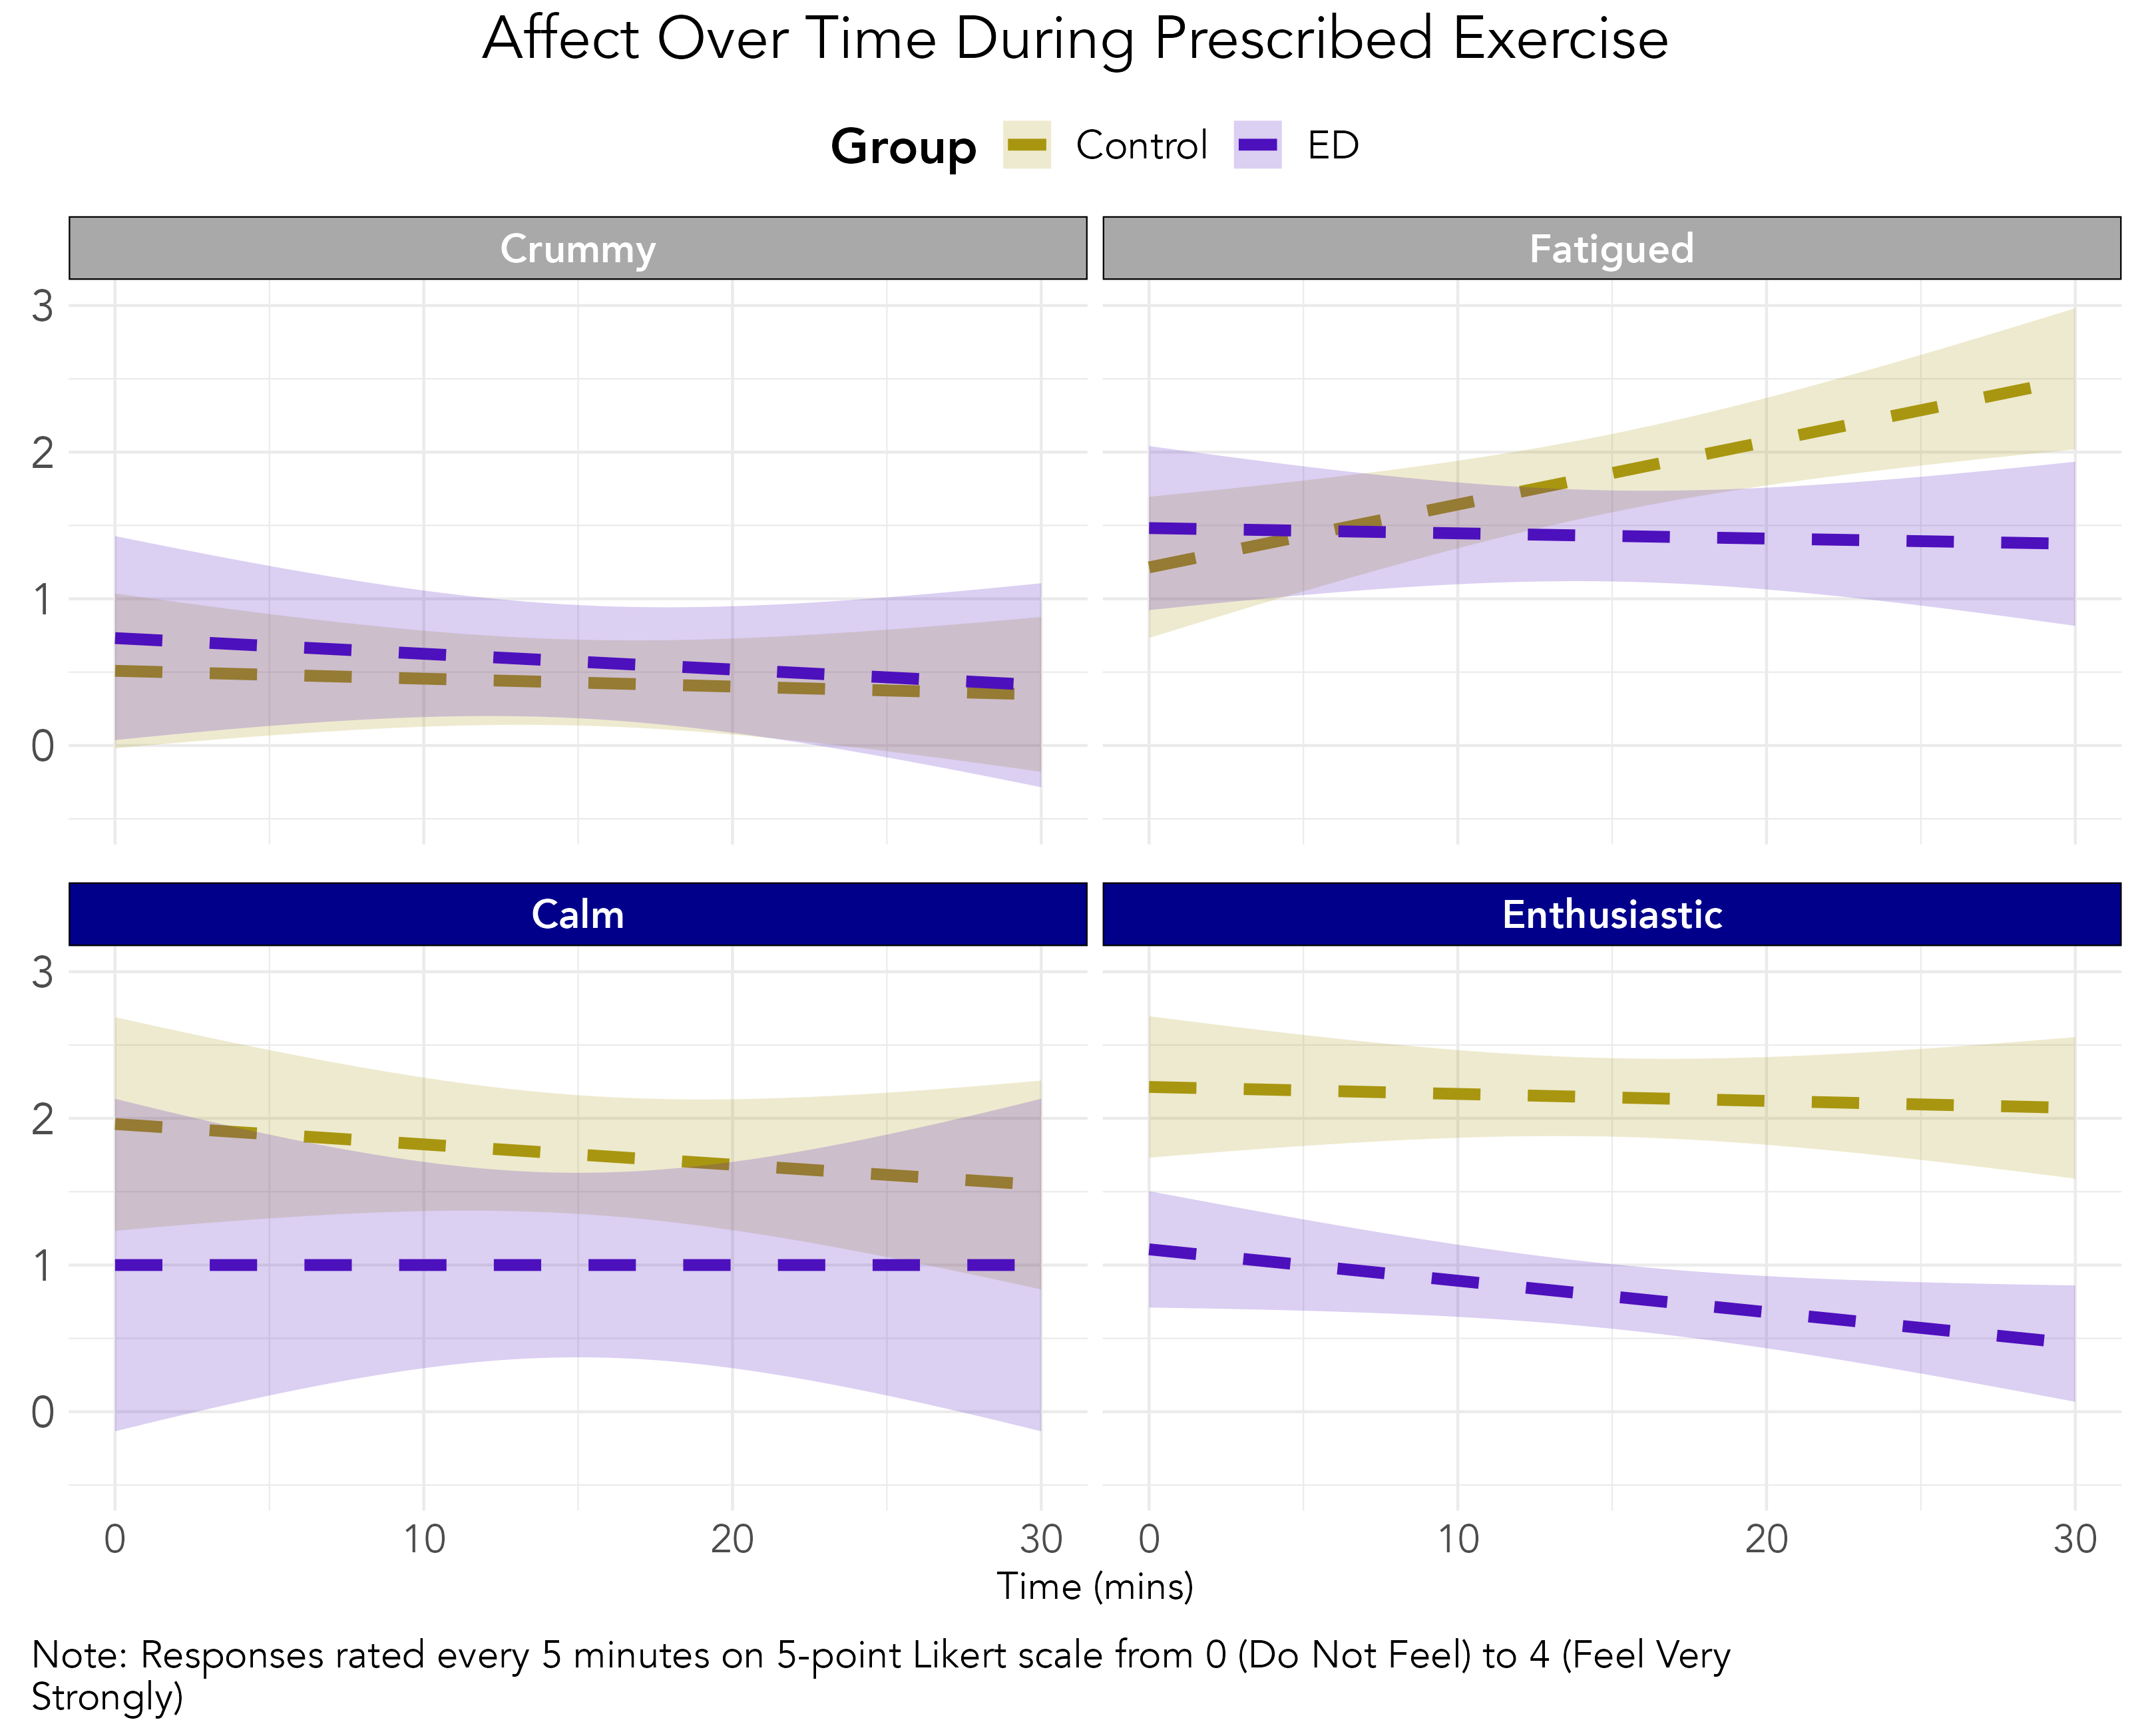 Affect Over Time During Prescribed Exercise
Group Control ED
Crummy Fatigued
3
2
1
0
Calm Enthusiastic
3
2
1
0
0 10 20 30 0 10 20 30
Time (mins)
Note: Responses rated every 5 minutes on 5-point Likert scale from 0 (Do Not Feel) to 4 (Feel Very
Strongly)